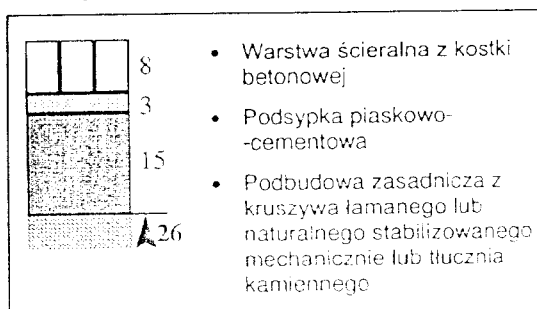 8
3
15
26
• Warstwa ścieralna z kostki
betonowej
• Podsypka piaskowo-
-cementowa
• Podbudowa zasadnicza z
kruszywa łamanego lub
naturalnego stabilizowanego
mechanicznie lub tłucznia
kamiennego